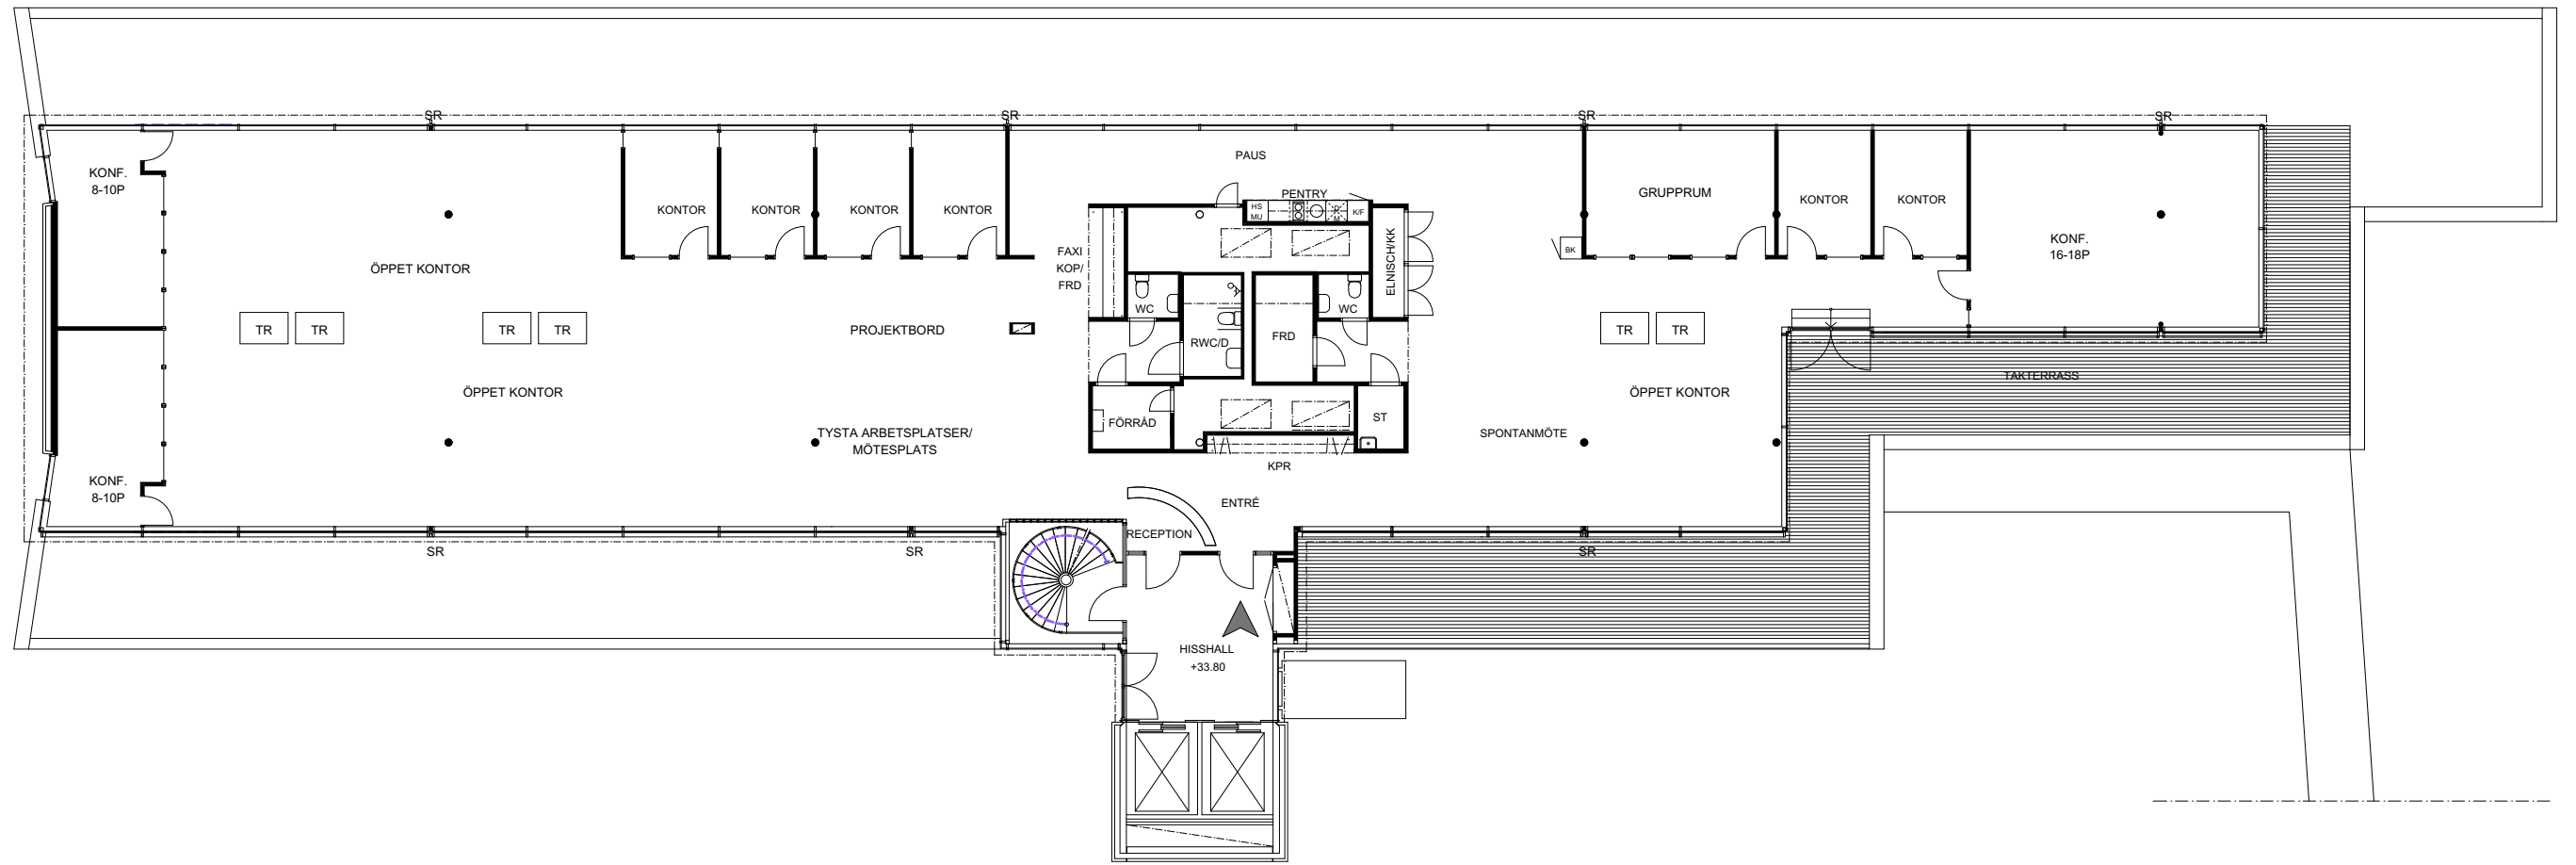 SR
SR
SR
SR
KONF.
8-10P
PAUS
KONTOR
KONTOR
KONTOR
KONTOR
PENTRY
HS
MU
D
M
K/F
GRUPPRUM
KONTOR
KONTOR
KONF.
16-18P
BK
ÖPPET KONTOR
FAXI
KOP/
FRD
ELNISCH/KK
WC
WC
TR
TR
TR
TR
PROJEKTBORD
RWC/D
FRD
TR
TR
ÖPPET KONTOR
ÖPPET KONTOR
TAKTERRASS
FÖRRÅD
ST
TYSTA ARBETSPLATSER/
MÖTESPLATS
SPONTANMÖTE
KPR
KONF.
8-10P
ENTRÉ
RECEPTION
SR
SR
SR
HISSHALL
+33.80